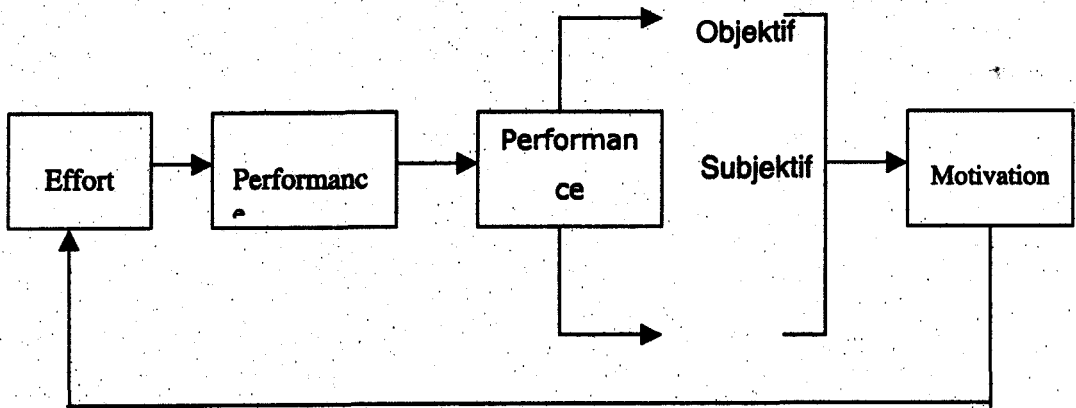 Effort
Performanc
e
Performan
ce
Objektif
Subjektif
Motivation